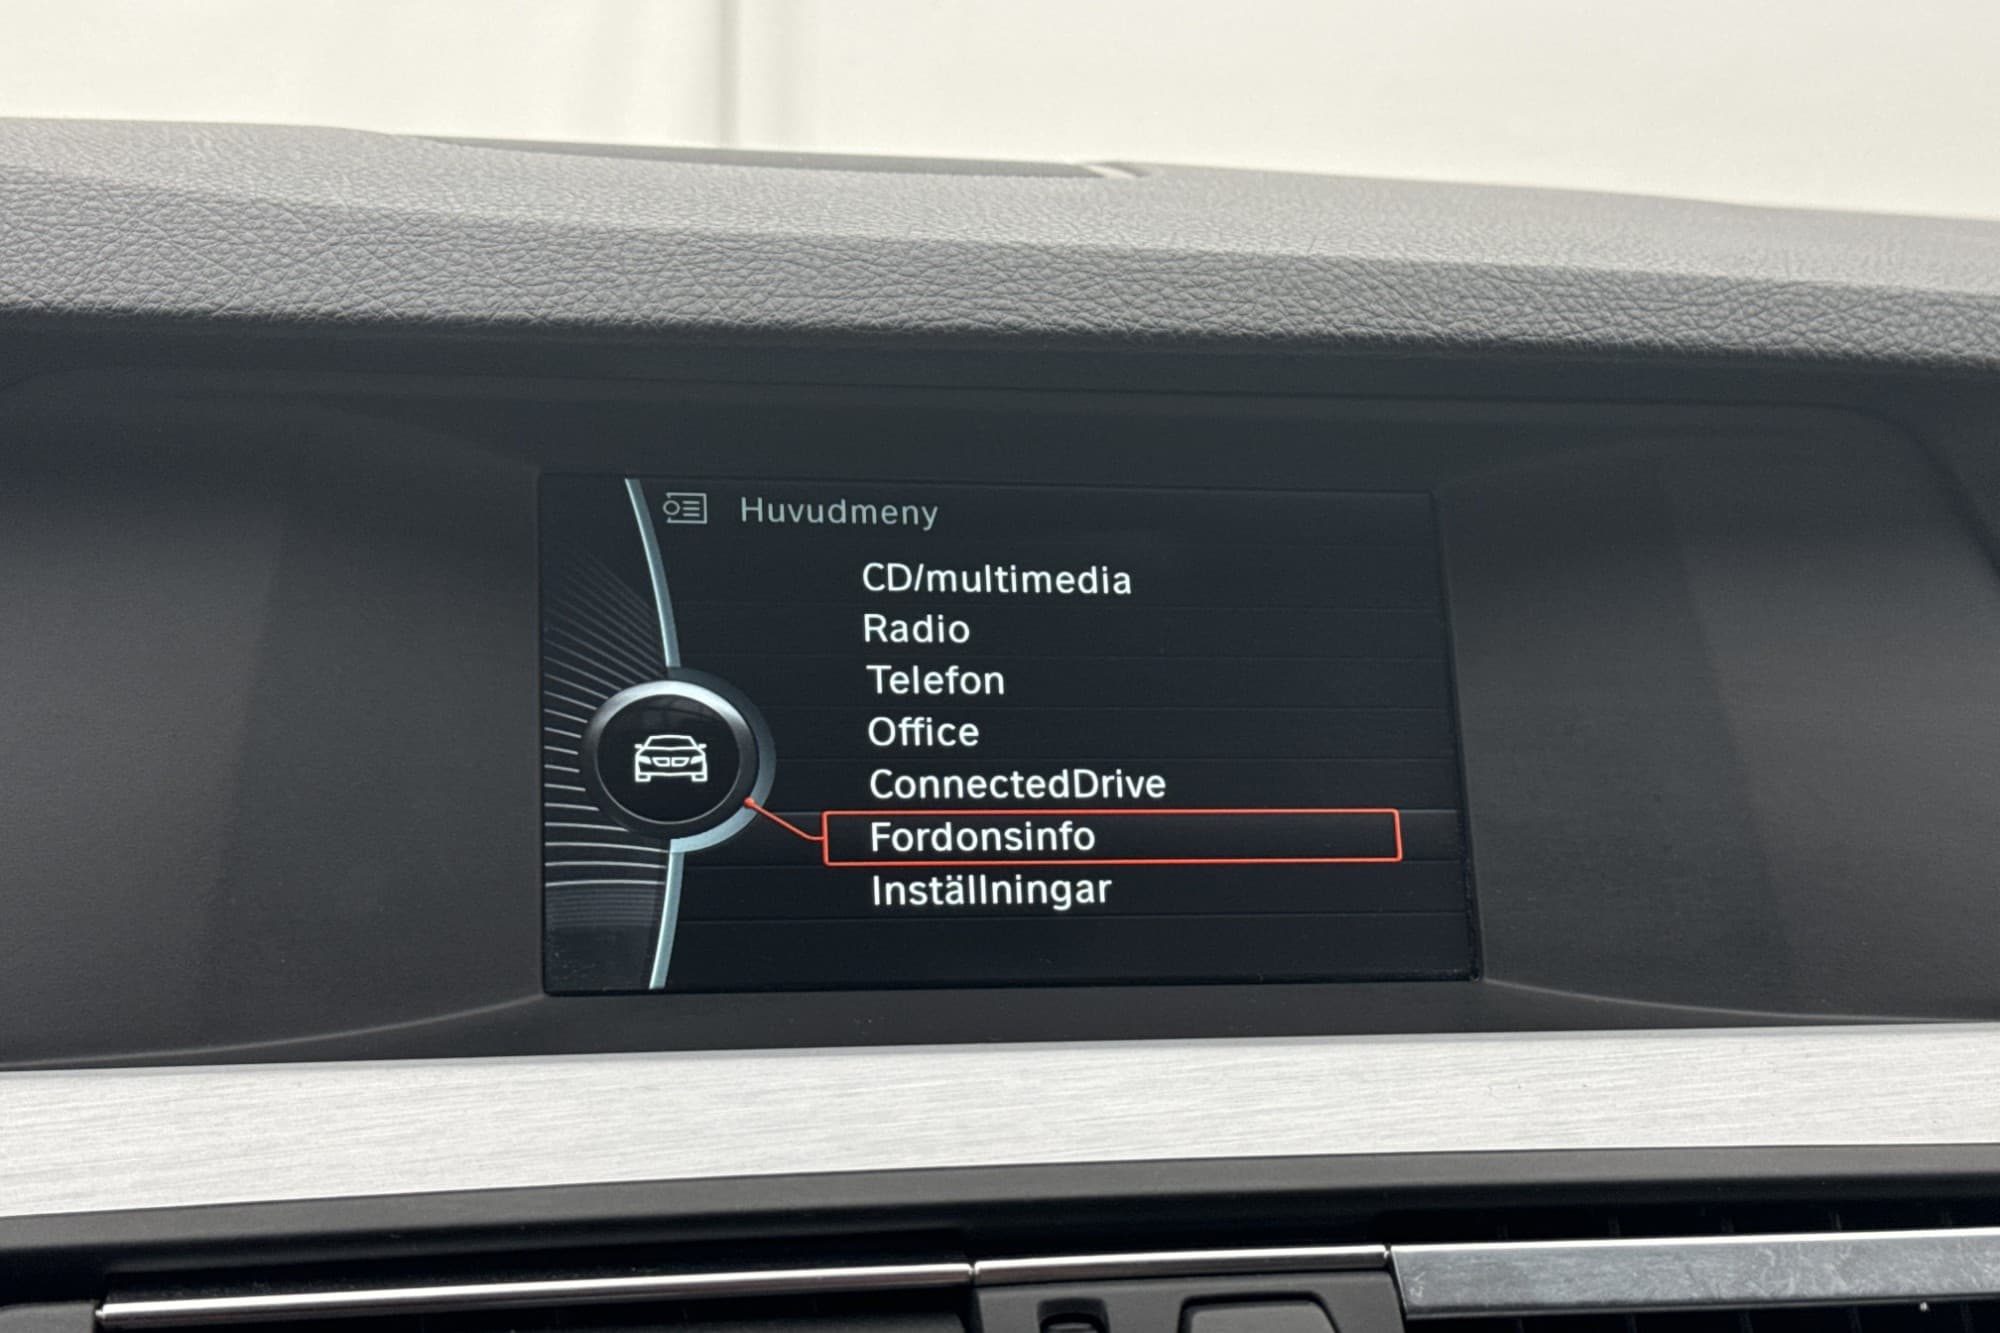 Huvudmeny
CD/multimedia
Radio
Telefon
Office
ConnectedDrive
Fordonsinfo
Inställningar